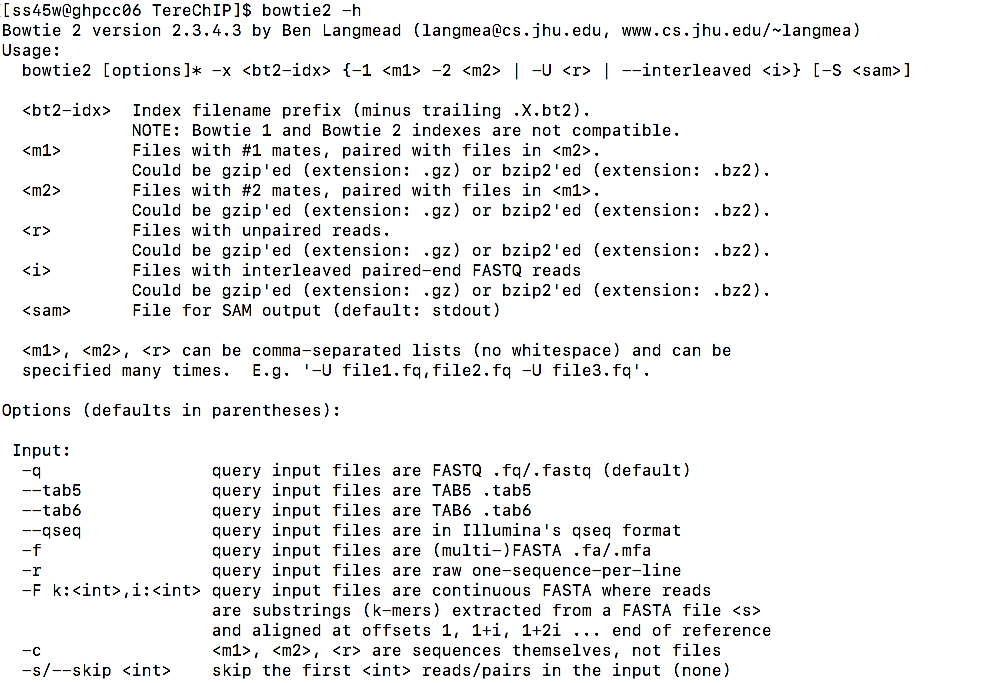 [ss45w@ghpcc06 TereChIP]$ bowtie2 -h
Bowtie 2 version 2.3.4.3 by Ben Langmead (langmea@cs.jhu.edu, www.cs.jhu.edu/~langmea)
Usage:
  bowtie2 [options]* -x <bt2-idx> {-1 <m1> -2 <m2> | -U <r> | --interleaved <i>} [-S <sam>]

  <bt2-idx>  Index filename prefix (minus trailing .X.bt2).
             NOTE: Bowtie 1 and Bowtie 2 indexes are not compatible.
  <m1>       Files with #1 mates, paired with files in <m2>.
             Could be gzip'ed (extension: .gz) or bzip2'ed (extension: .bz2).
  <m2>       Files with #2 mates, paired with files in <m1>.
             Could be gzip'ed (extension: .gz) or bzip2'ed (extension: .bz2).
  <r>        Files with unpaired reads.
             Could be gzip'ed (extension: .gz) or bzip2'ed (extension: .bz2).
  <i>        Files with interleaved paired-end FASTQ reads
             Could be gzip'ed (extension: .gz) or bzip2'ed (extension: .bz2).
  <sam>      File for SAM output (default: stdout)

  <m1>, <m2>, <r> can be comma-separated lists (no whitespace) and can be
  specified many times.  E.g. '-U file1.fq,file2.fq -U file3.fq'.

Options (defaults in parentheses):

 Input:
  -q                 query input files are FASTQ .fq/.fastq (default)
  --tab5             query input files are TAB5 .tab5
  --tab6             query input files are TAB6 .tab6
  --qseq             query input files are in Illumina's qseq format
  -f                 query input files are (multi-)FASTA .fa/.mfa
  -r                 query input files are raw one-sequence-per-line
  -F k:<int>,i:<int> query input files are continuous FASTA where reads
                     are substrings (k-mers) extracted from a FASTA file <s>
                     and aligned at offsets 1, 1+i, 1+2i ... end of reference
  -c                 <m1>, <m2>, <r> are sequences themselves, not files
  -s/--skip <int>    skip the first <int> reads/pairs in the input (none)